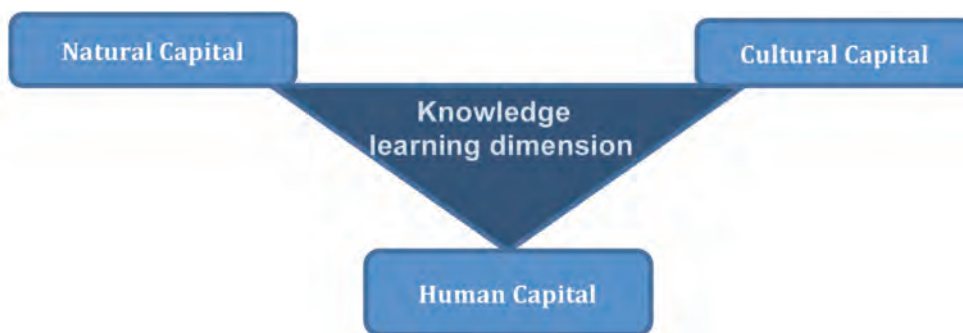 Natural Capital
Cultural Capital
Knowledge
learning dimension
Human Capital